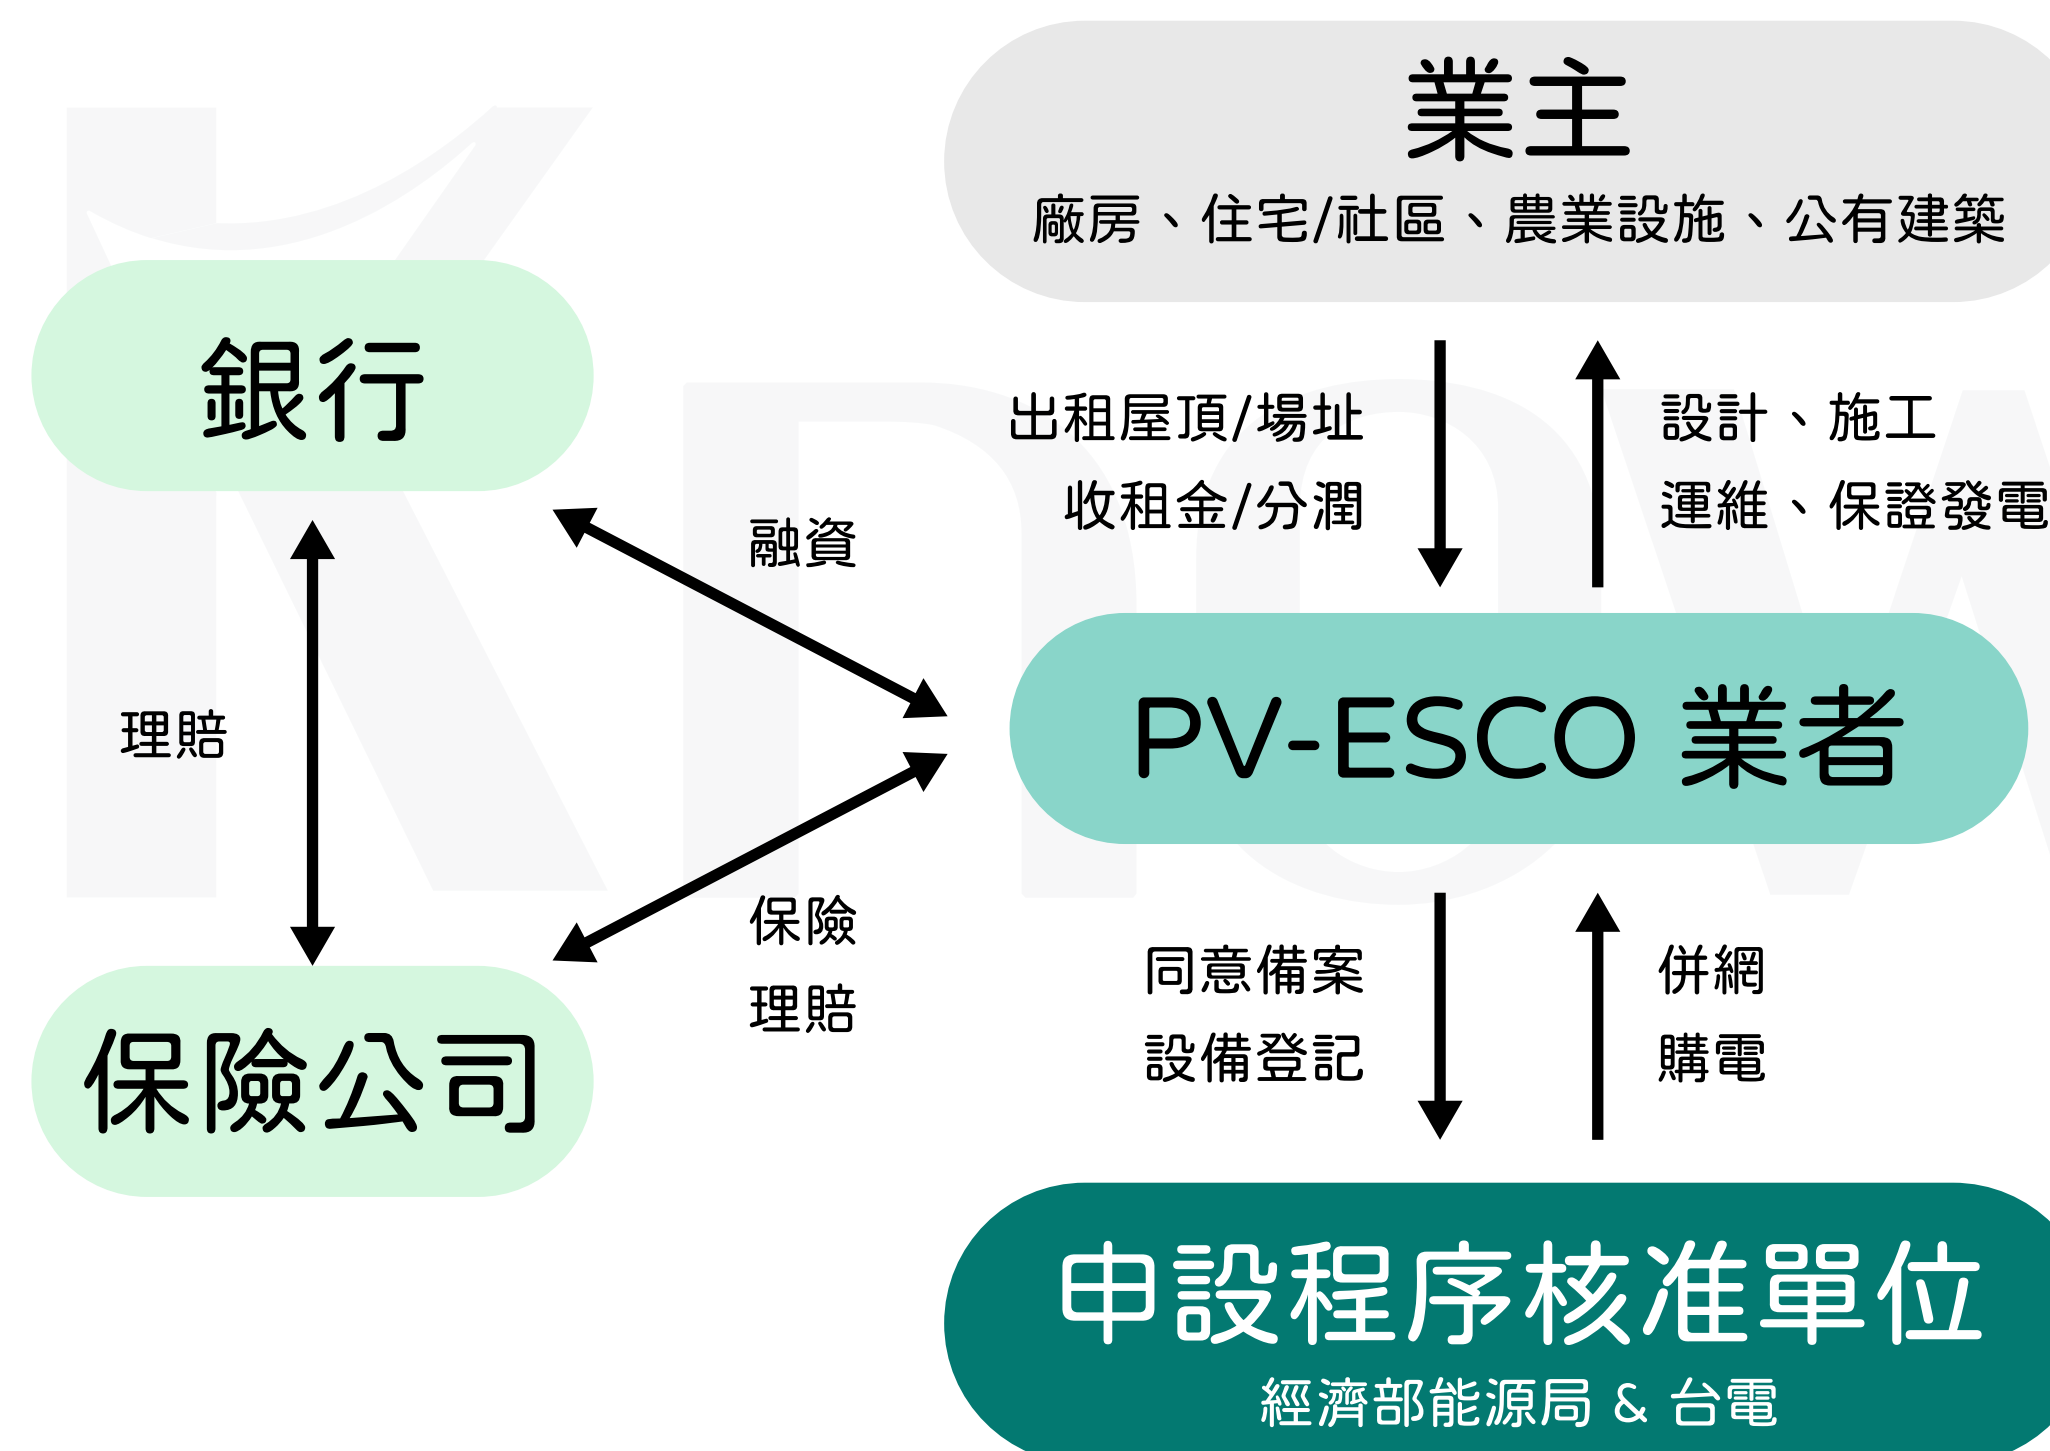 業主
廠房、住宅/社區、農業設施、公有建築
銀行
出租屋頂/場址
收租金/分潤
設計、施工
運維、保證發電
融資
PV-ESCO 業者
理賠
保險
理賠
保險公司
同意備案
設備登記
併網
購電
申設程序核准單位
經濟部能源局 & 台電
Know